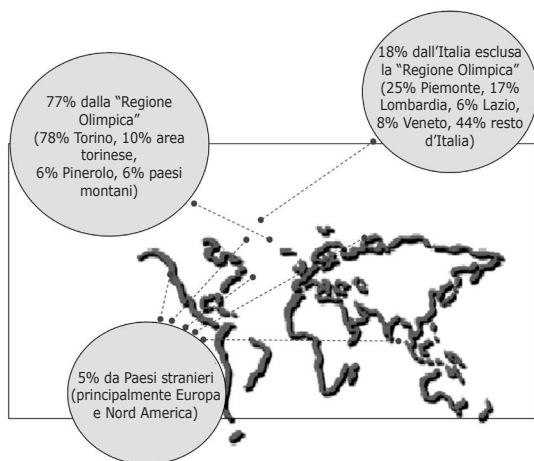 77% dalla “Regione
Olimpica”
(78% Torino, 10% area
torinese,
6% Pinerolo, 6% paesi
montani)
18% dall’Italia esclusa
la “Regione Olimpica”
(25% Piemonte, 17%
Lombardia, 6% Lazio,
8% Veneto, 44% resto
d’Italia)
5% da Paesi stranieri
(principalmente Europa
e Nord America)